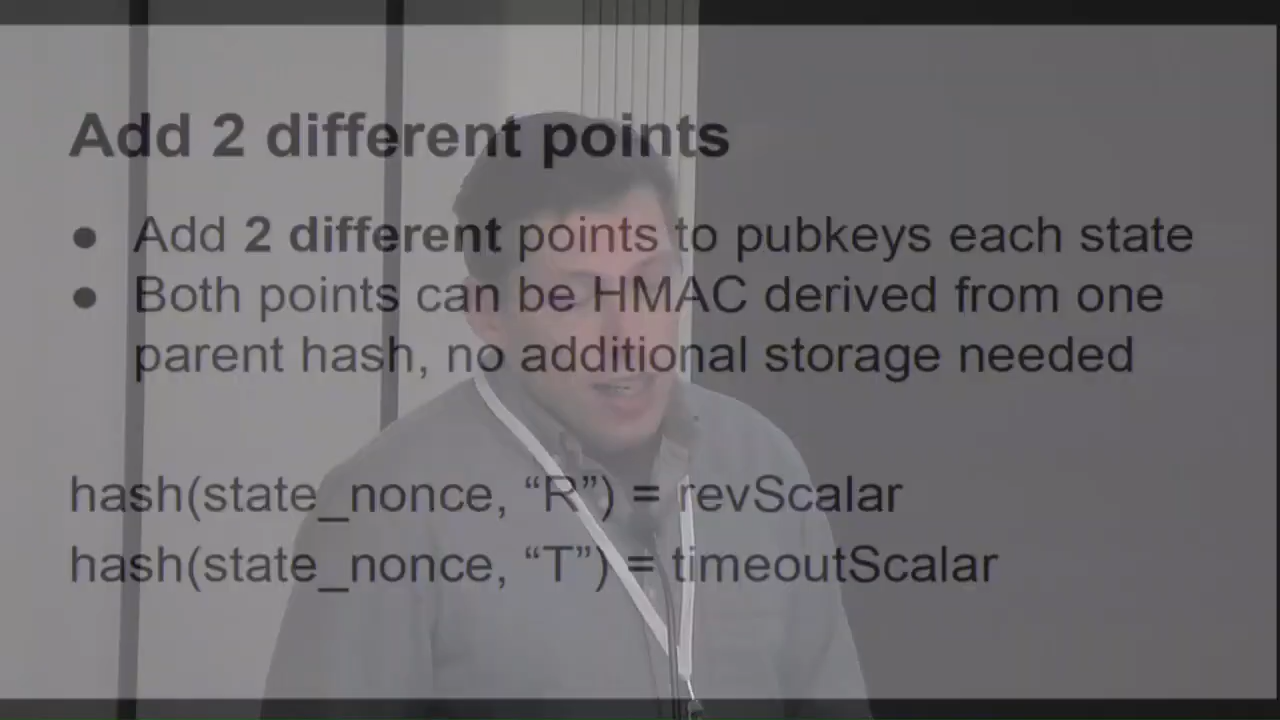 Add 2 different points
● Add 2 different points to pubkeys each state
● Both points can be HMAC derived from one
parent hash, no additional storage needed
hash(state_nonce, “R”) = revScalar
hash(state_nonce, “T”) = timeoutScalar